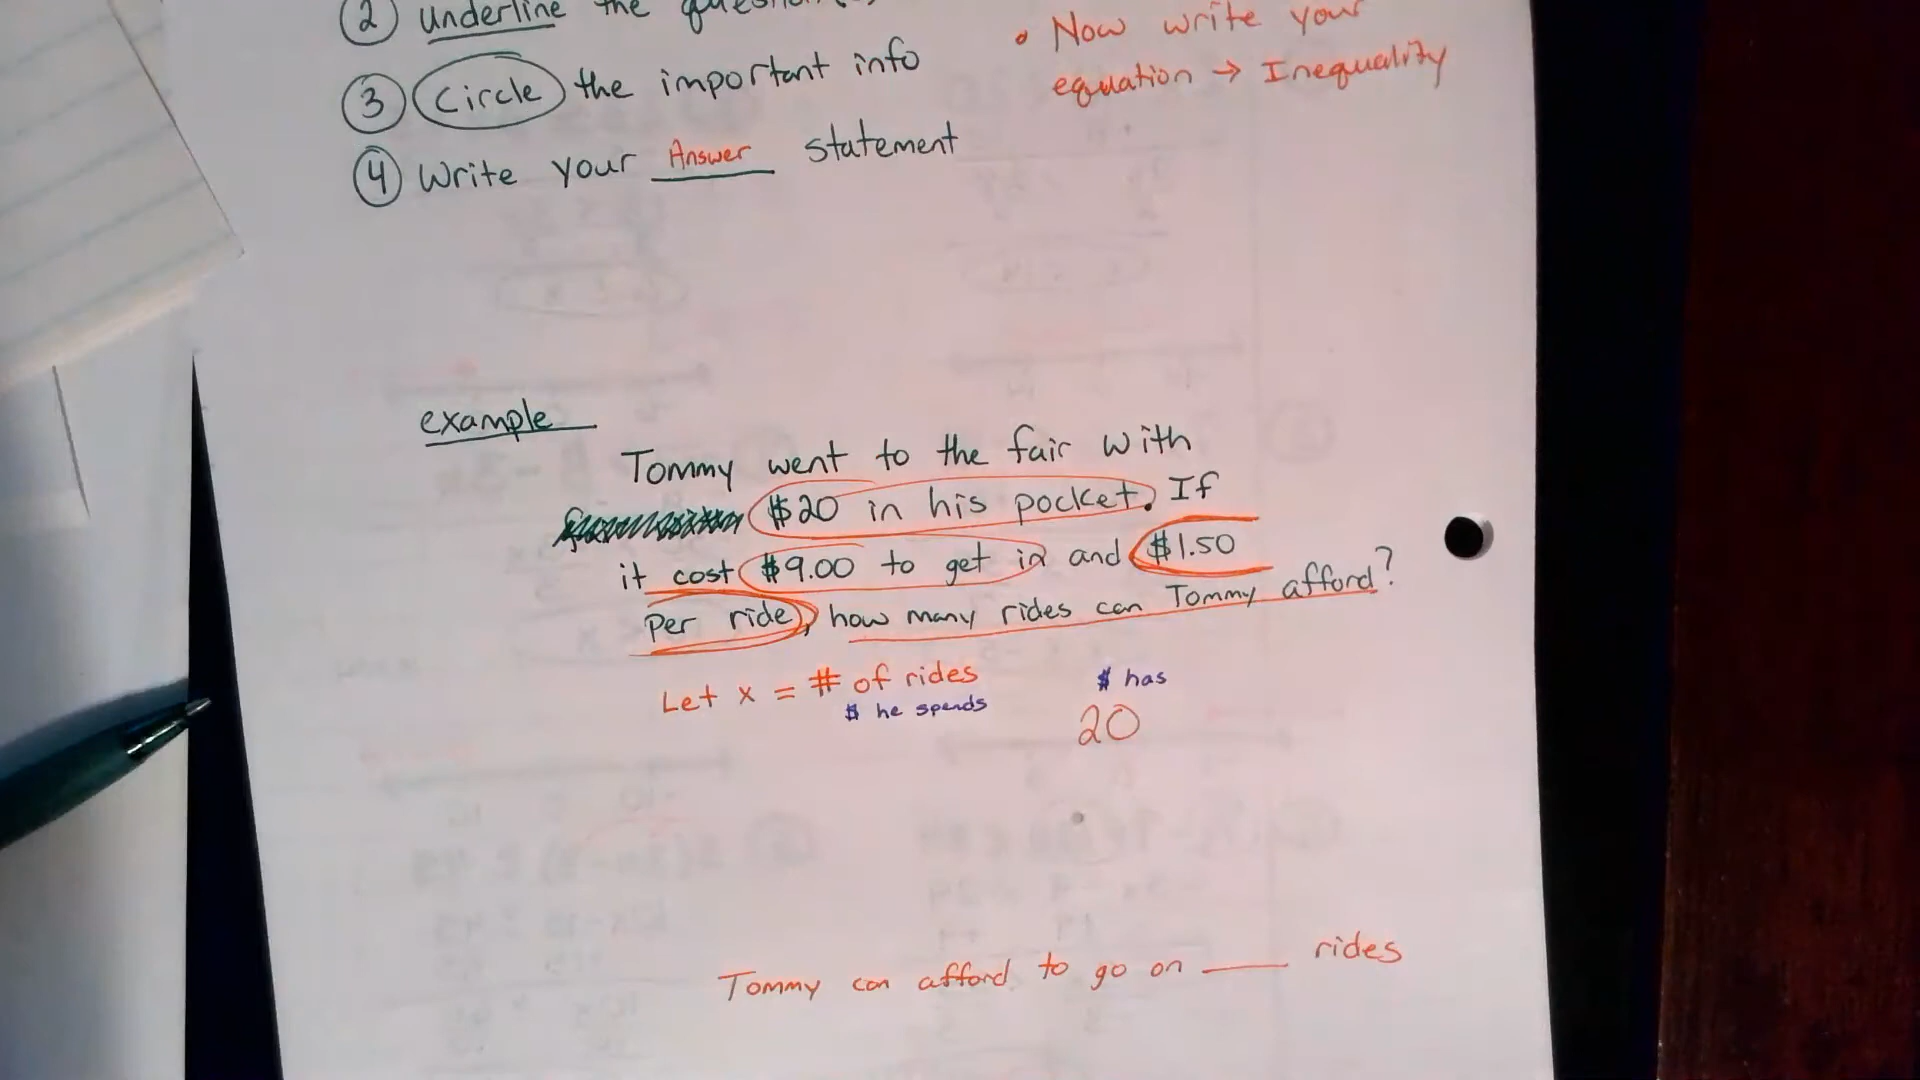 ② underline the
③ Circle the important info
④ Write your Answer statement
• Now write your
equation → Inequality
example
Tommy went to the fair with
$20 in his pocket. If
it cost $9.00 to get in and $1.50
Per ride, how many rides can Tommy afford?
Let x = # of rides
$ he spends
$ has
20
Tommy can afford to go on ____ rides